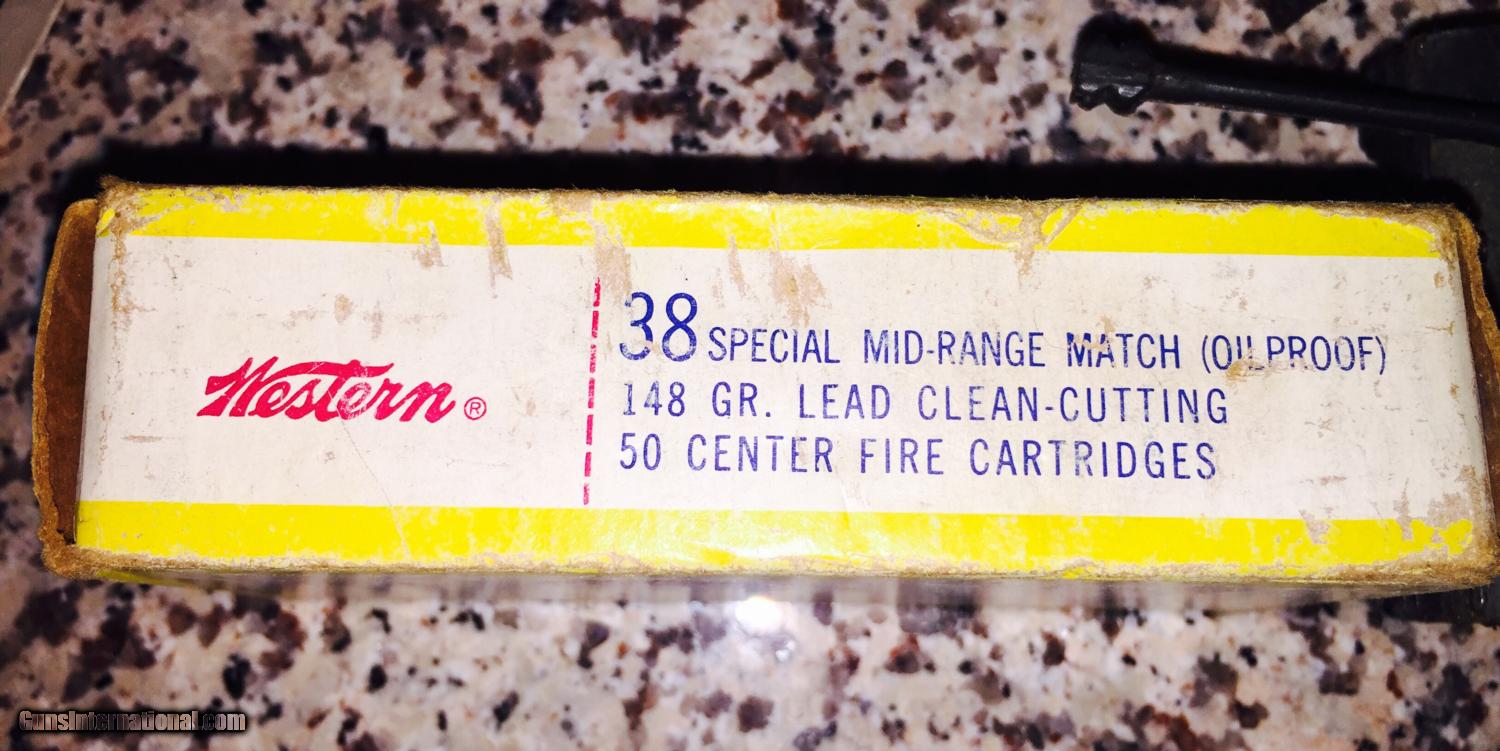 Western®
38 SPECIAL MID-RANGE MATCH (OILPROOF)
148 GR. LEAD CLEAN-CUTTING
50 CENTER FIRE CARTRIDGES
GunsInternational.com